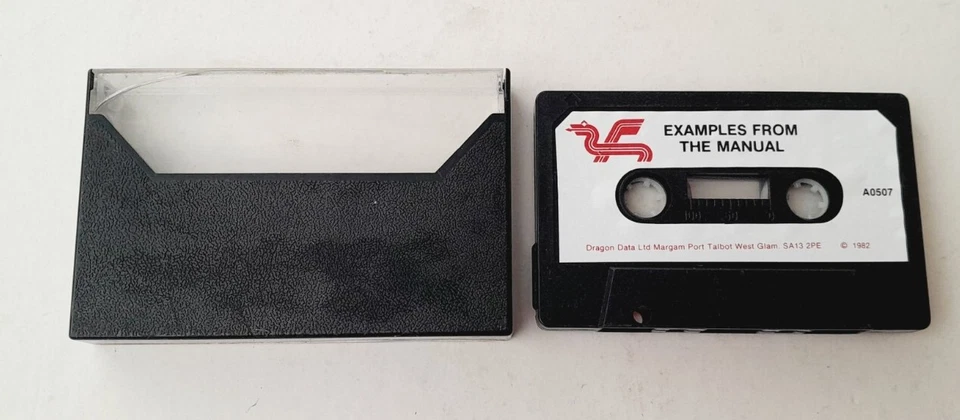 EXAMPLES FROM
THE MANUAL
A0507
Dragon Data Ltd Margam Port Talbot West Glam. SA13 2PE © 1982